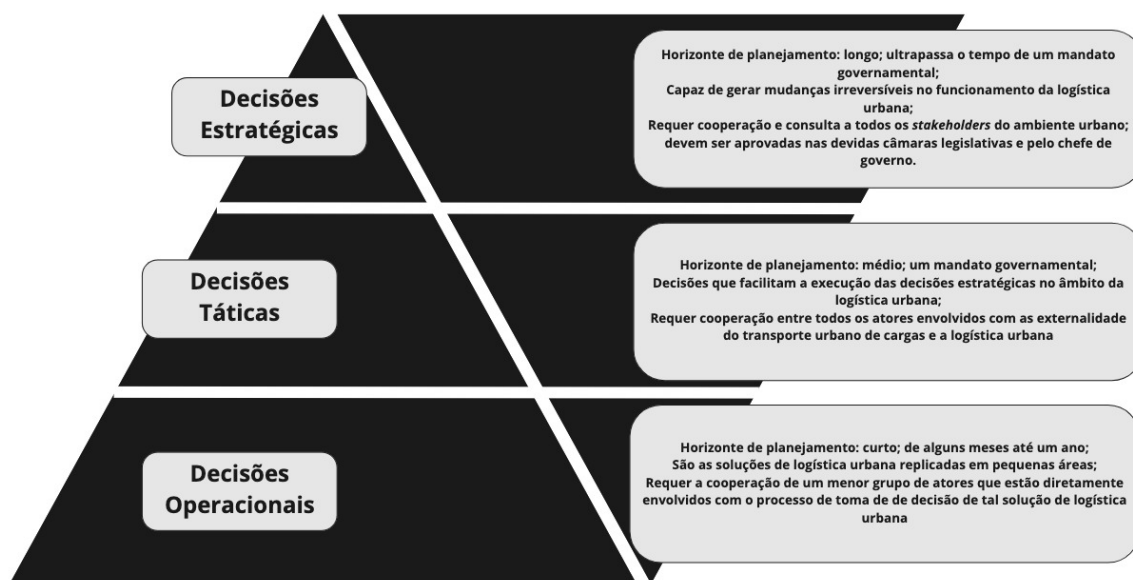 Decisões
Estratégicas
Horizonte de planejamento: longo; ultrapassa o tempo de um mandato
governamental;
Capaz de gerar mudanças irreversíveis no funcionamento da logística
urbana;
Requer cooperação e consulta a todos os stakeholders do ambiente urbano;
devem ser aprovadas nas devidas câmaras legislativas e pelo chefe de
governo.
Decisões
Táticas
Horizonte de planejamento: médio; um mandato governamental;
Decisões que facilitam a execução das decisões estratégicas no âmbito da
logística urbana;
Requer cooperação entre todos os atores envolvidos com as externalidade
do transporte urbano de cargas e a logística urbana
Decisões
Operacionais
Horizonte de planejamento: curto; de alguns meses até um ano;
São as soluções de logística urbana replicadas em pequenas áreas;
Requer a cooperação de um menor grupo de atores que estão diretamente
envolvidos com o processo de toma de de decisão de tal solução de logística
urbana